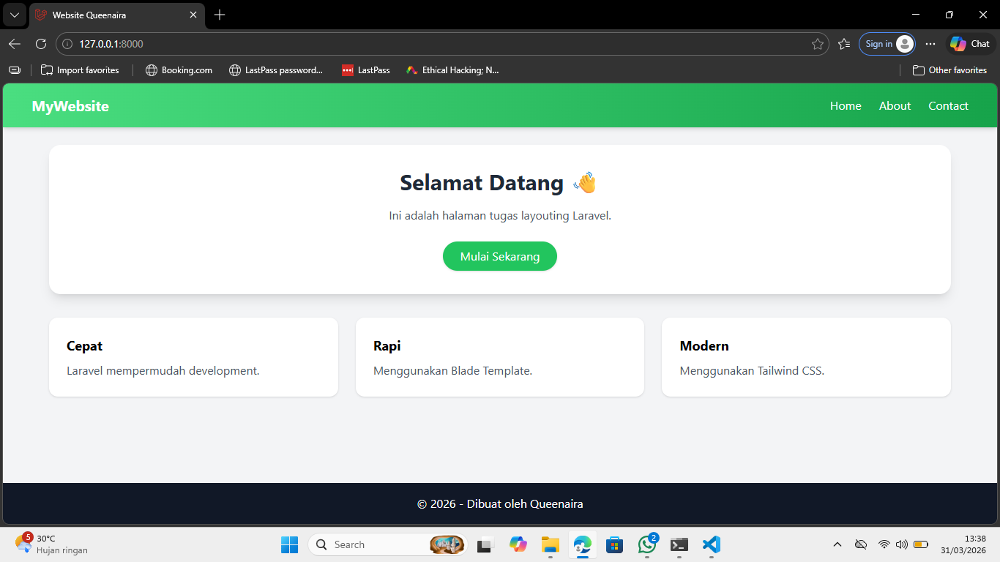 Website Queenaira
127.0.0.1:8000
Sign in
Chat
Import favorites
Booking.com
LastPass password...
LastPass
Ethical Hacking; N...
Other favorites
MyWebsite
Home
About
Contact
Selamat Datang 👋
Ini adalah halaman tugas layouting Laravel.
Mulai Sekarang
Cepat
Laravel mempermudah development.
Rapi
Menggunakan Blade Template.
Modern
Menggunakan Tailwind CSS.
© 2026 - Dibuat oleh Queenaira
5
30°C
Hujan ringan
Search
2
13:38
31/03/2026